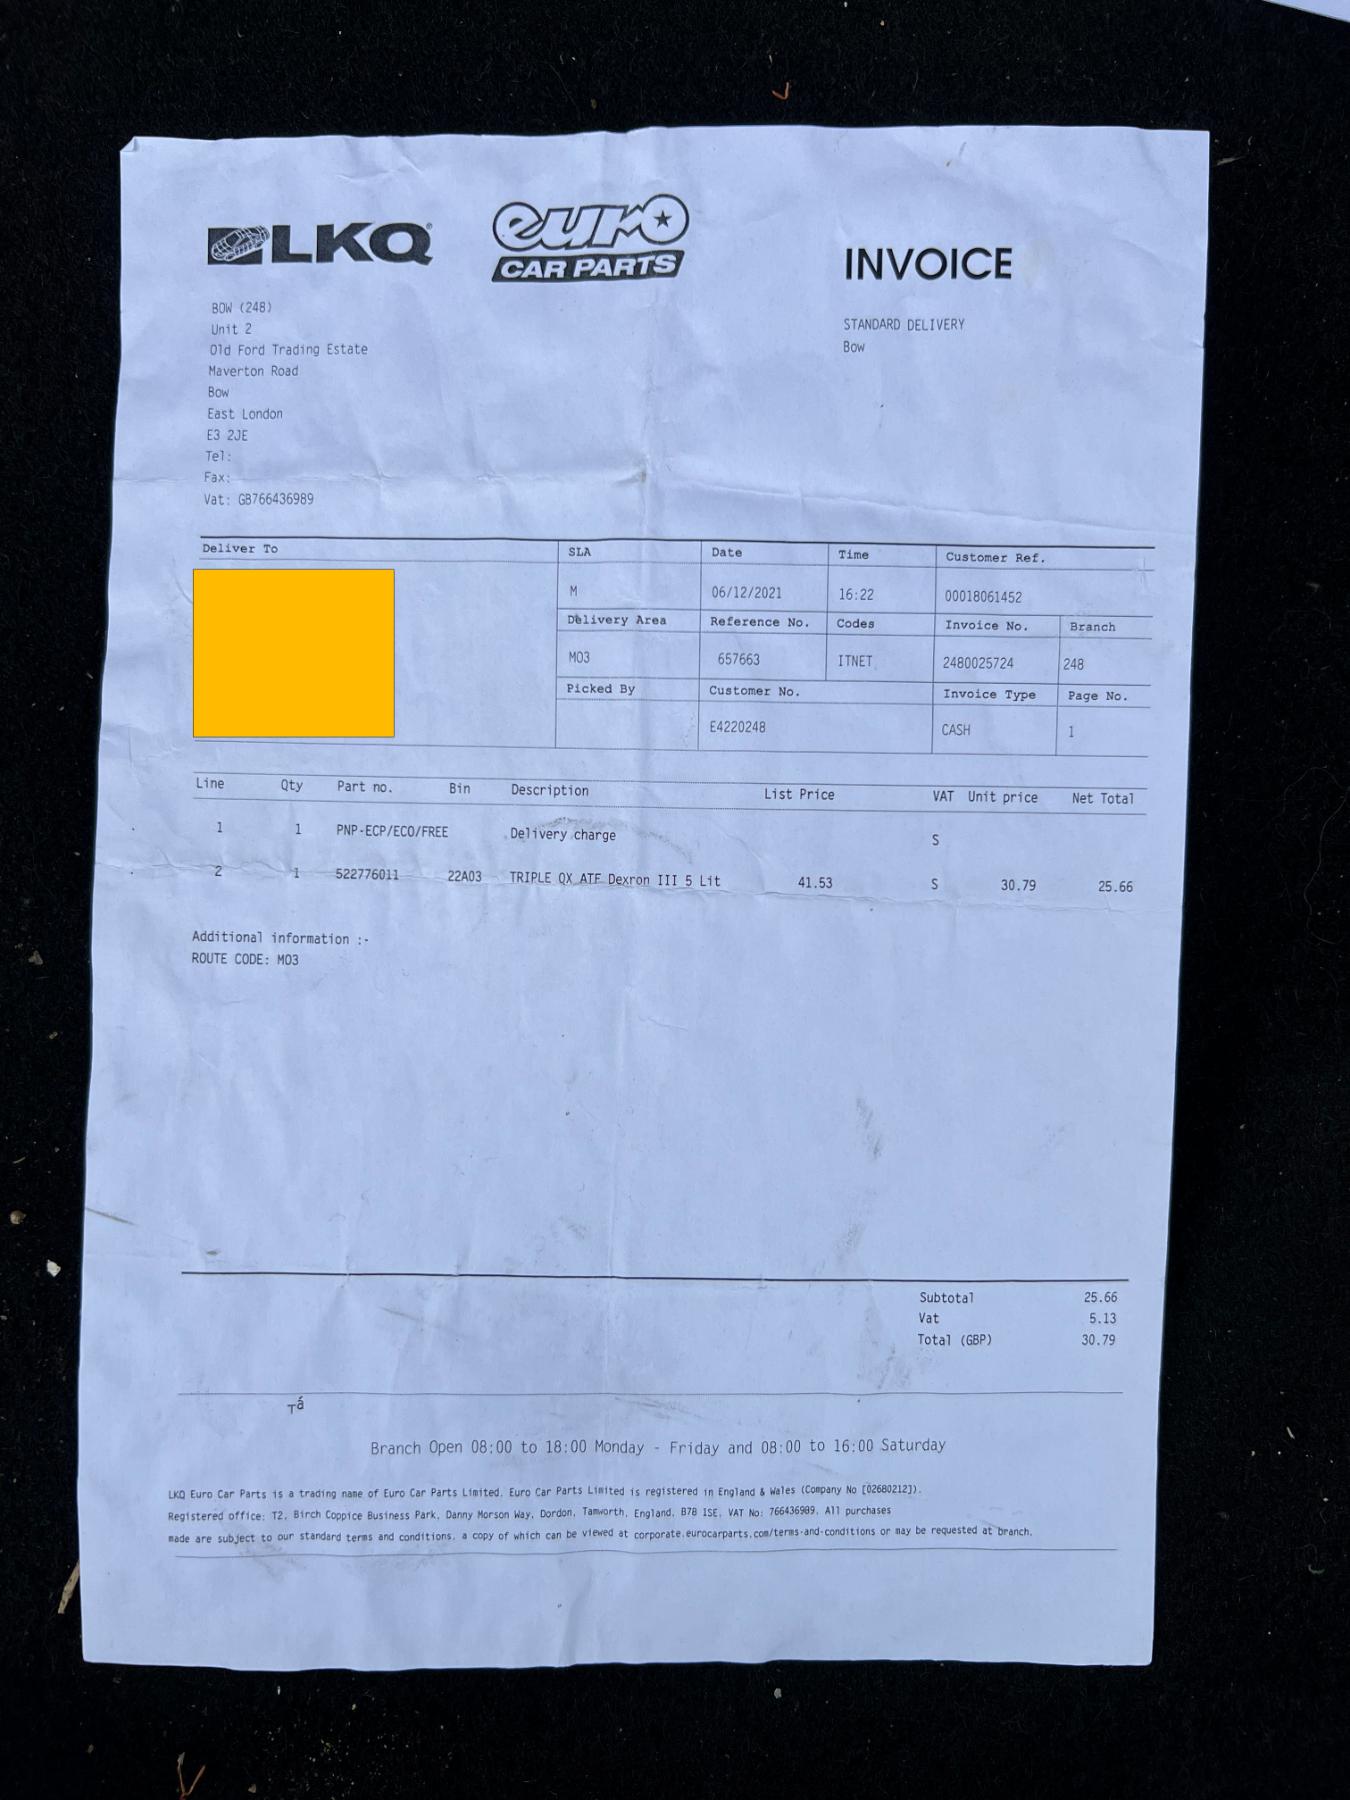 LKQ®
euro
CAR PARTS
INVOICE
BOW (248)
Unit 2
Old Ford Trading Estate
Maverton Road
Bow
East London
E3 2JE
Tel:
Fax:
Vat: GB766436989
STANDARD DELIVERY
Bow
Deliver To SLA Date Time Customer Ref.
M 06/12/2021 16:22 00018061452
Delivery Area Reference No. Codes Invoice No. Branch
M03 657663 ITNET 2480025724 248
Picked By Customer No. Invoice Type Page No.
E4220248 CASH 1
Line Qty Part no. Bin Description List Price VAT Unit price Net Total
1 1 PNP-ECP/ECO/FREE Delivery charge S
2 1 522776011 22A03 TRIPLE QX ATF Dexron III 5 Lit 41.53 S 30.79 25.66
Additional information :-
ROUTE CODE: M03
Subtotal 25.66
Vat 5.13
Total (GBP) 30.79
Tá
Branch Open 08:00 to 18:00 Monday - Friday and 08:00 to 16:00 Saturday
LKQ Euro Car Parts is a trading name of Euro Car Parts Limited. Euro Car Parts Limited is registered in England & Wales (Company No [02680212]).
Registered office: T2, Birch Coppice Business Park, Danny Morson Way, Dordon, Tamworth, England, B78 1SE. VAT No: 766436989. All purchases
made are subject to our standard terms and conditions, a copy of which can be viewed at corporate.eurocarparts.com/terms-and-conditions or may be requested at branch.